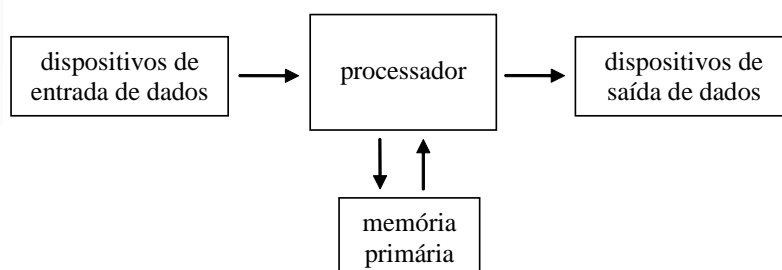 dispositivos de
entrada de dados
processador
dispositivos de
saída de dados
memória
primária